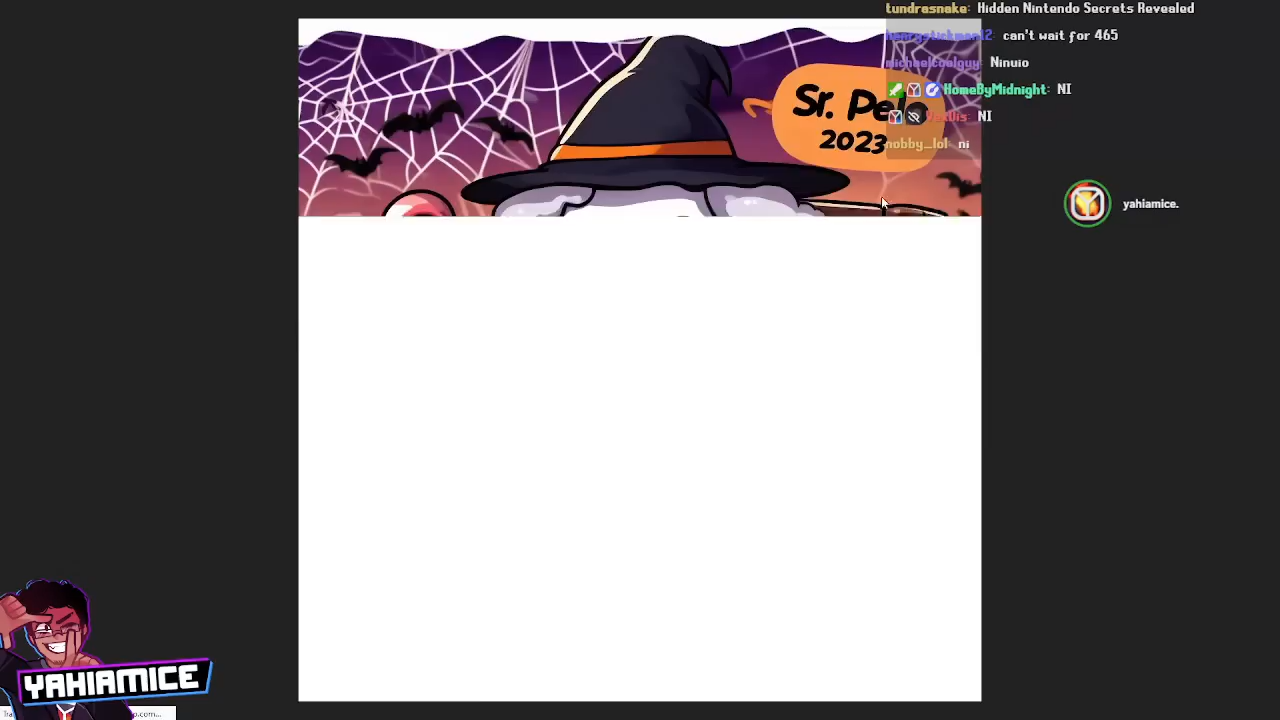 tundrasnake: Hidden Nintendo Secrets Revealed
can't wait for 465
michaelcoolguy: Ninuio
HomeByMidnight: NI
NI
nobby_lol ni
Sr. Pelo
2023
yahiamice.
YAHIAMICE